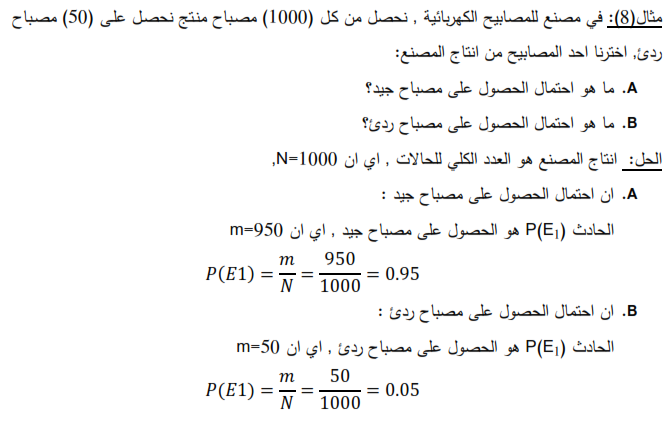 مثال(8): في مصنع للمصابيح الكهربائية , نحصل من كل (1000) مصباح منتج نحصل على (50) مصباح
ردئ, اخترنا احد المصابيح من انتاج المصنع:
A. ما هو احتمال الحصول على مصباح جيد؟
B. ما هو احتمال الحصول على مصباح ردئ؟
الحل: انتاج المصنع هو العدد الكلي للحالات , اي ان N=1000,
A. ان احتمال الحصول على مصباح جيد :
الحادث P(E₁) هو الحصول على مصباح جيد , اي ان m=950
P(E1) = m/N = 950/1000 = 0.95
B. ان احتمال الحصول على مصباح ردئ :
الحادث P(E₁) هو الحصول على مصباح ردئ , اي ان m=50
P(E1) = m/N = 50/1000 = 0.05